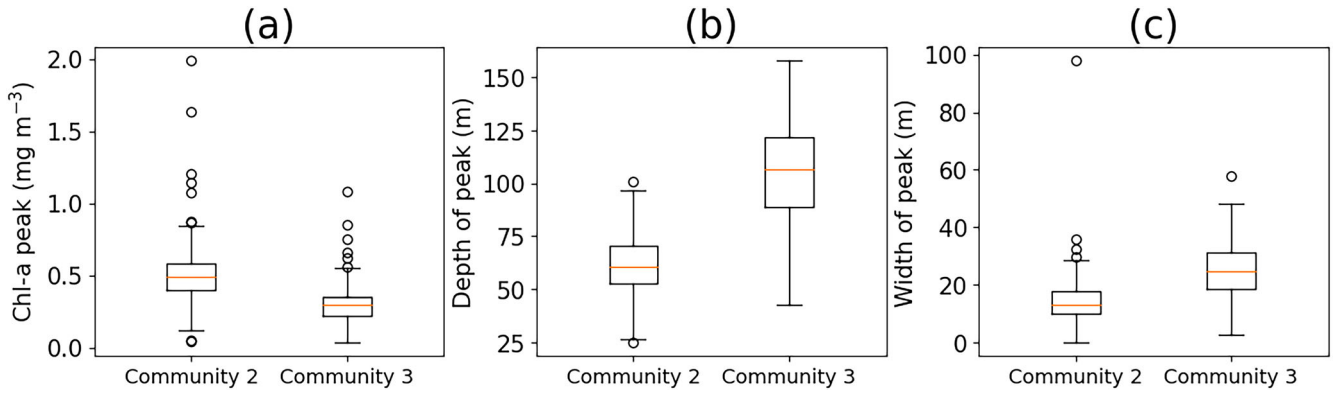 (a)
Chl-a peak (mg m⁻³)
2.0
1.5
1.0
0.5
0.0
Community 2
Community 3
(b)
Depth of peak (m)
150
125
100
75
50
25
Community 2
Community 3
(c)
Width of peak (m)
100
80
60
40
20
0
Community 2
Community 3